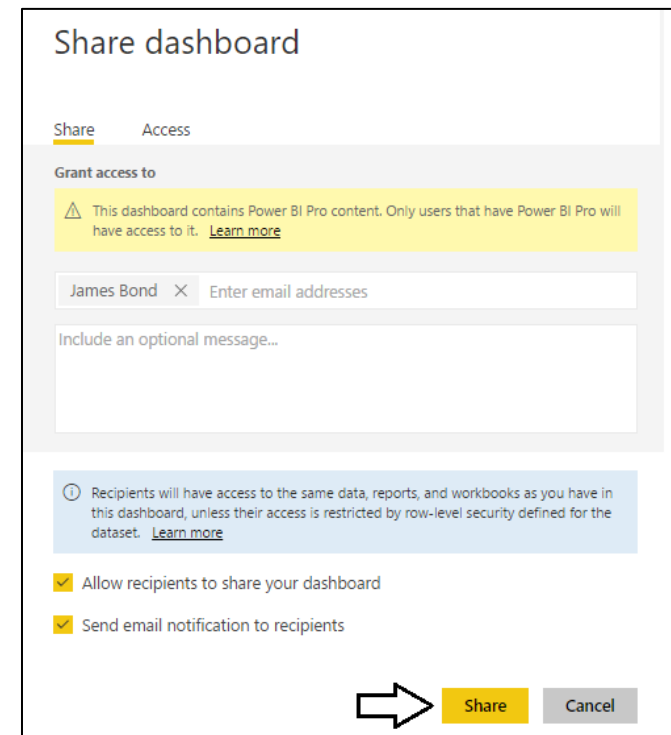 Share dashboard
Share Access
Grant access to
This dashboard contains Power BI Pro content. Only users that have Power BI Pro will
have access to it. Learn more
James Bond × Enter email addresses
Include an optional message...
Recipients will have access to the same data, reports, and workbooks as you have in
this dashboard, unless their access is restricted by row-level security defined for the
dataset. Learn more
Allow recipients to share your dashboard
Send email notification to recipients
Share Cancel